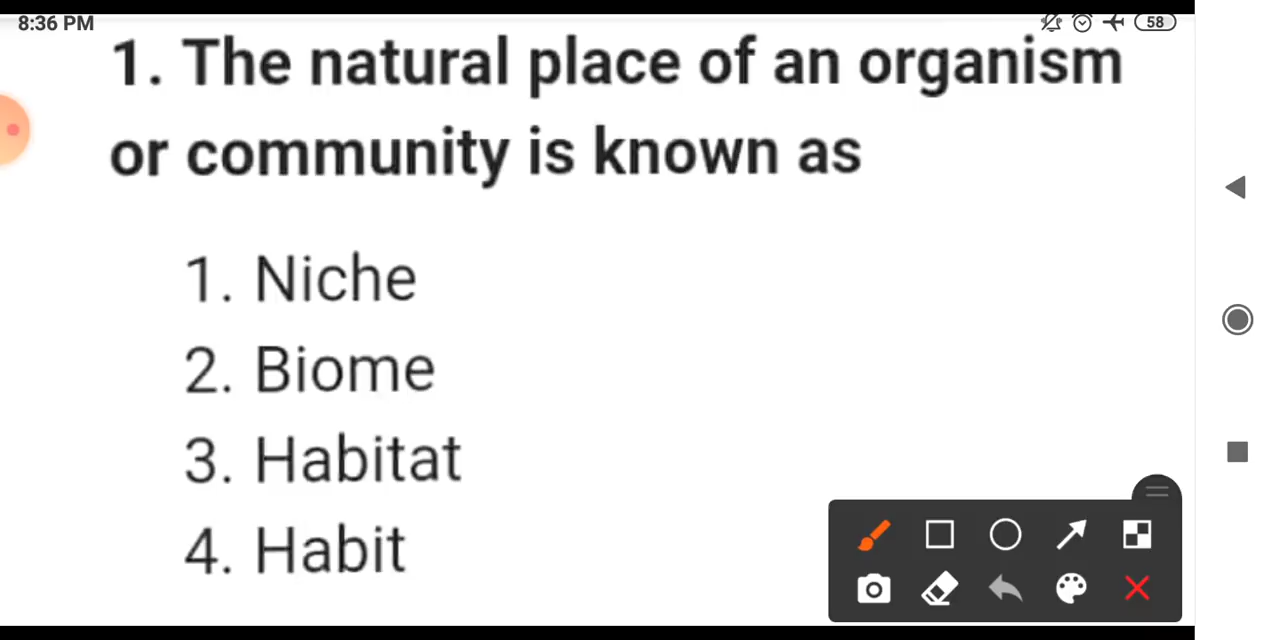 8:36 PM
58
1. The natural place of an organism
or community is known as
1. Niche
2. Biome
3. Habitat
4. Habit